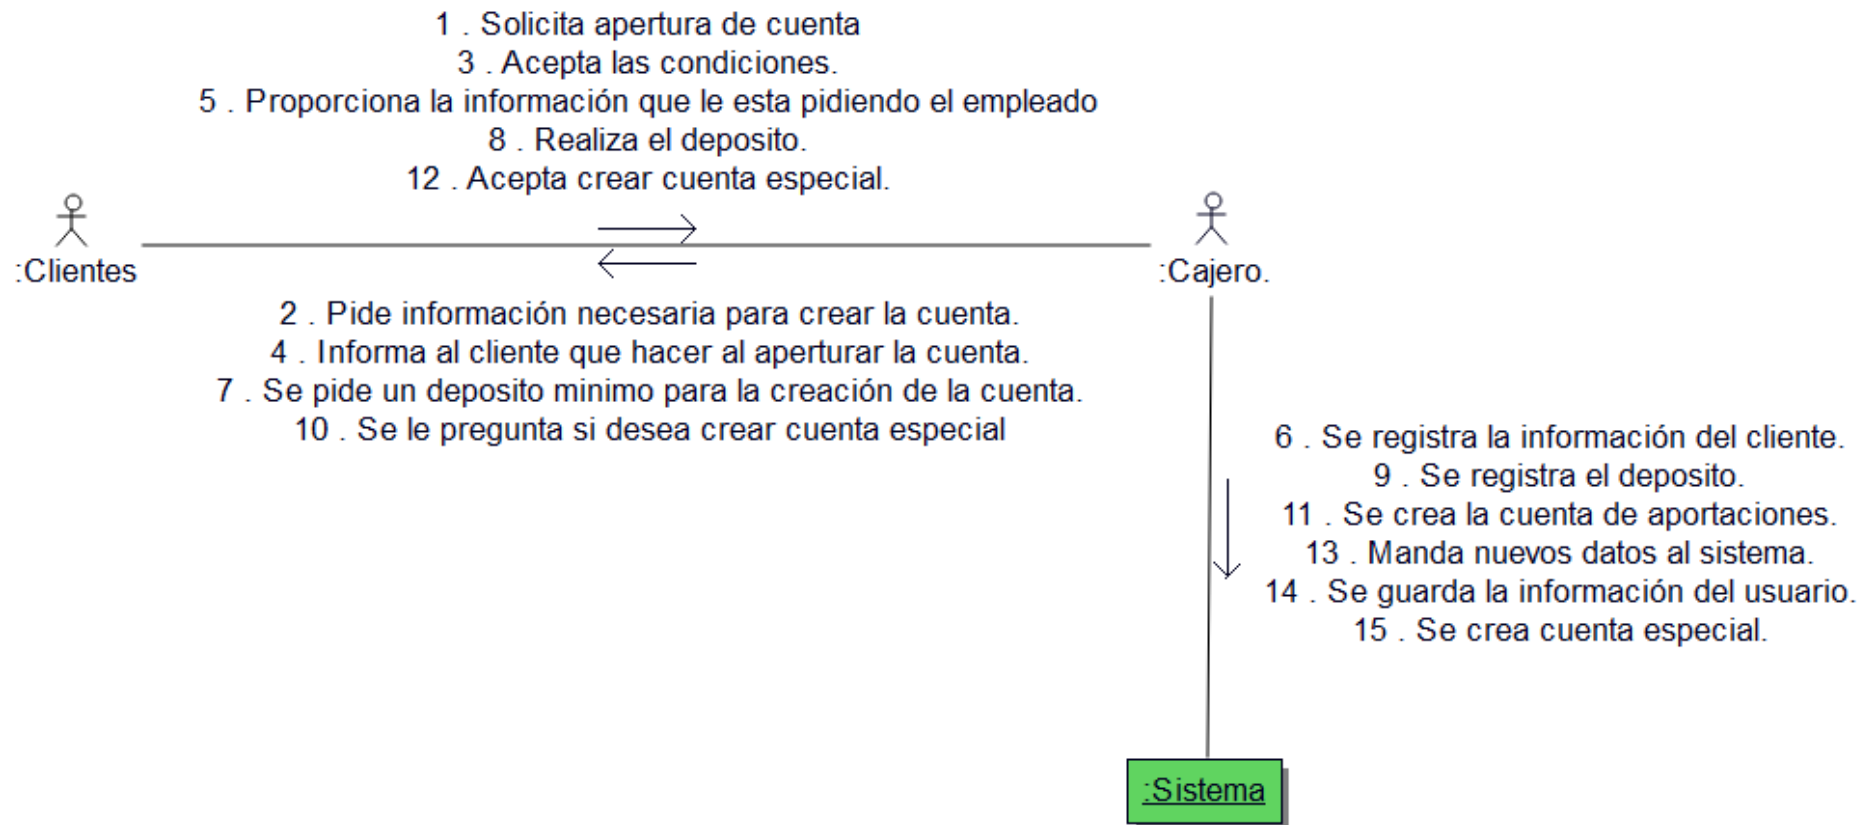 1 . Solicita apertura de cuenta
3 . Acepta las condiciones.
5 . Proporciona la información que le esta pidiendo el empleado
8 . Realiza el deposito.
12 . Acepta crear cuenta especial.
:Clientes
:Cajero.
2 . Pide información necesaria para crear la cuenta.
4 . Informa al cliente que hacer al aperturar la cuenta.
7 . Se pide un deposito minimo para la creación de la cuenta.
10 . Se le pregunta si desea crear cuenta especial
6 . Se registra la información del cliente.
9 . Se registra el deposito.
11 . Se crea la cuenta de aportaciones.
13 . Manda nuevos datos al sistema.
14 . Se guarda la información del usuario.
15 . Se crea cuenta especial.
:Sistema